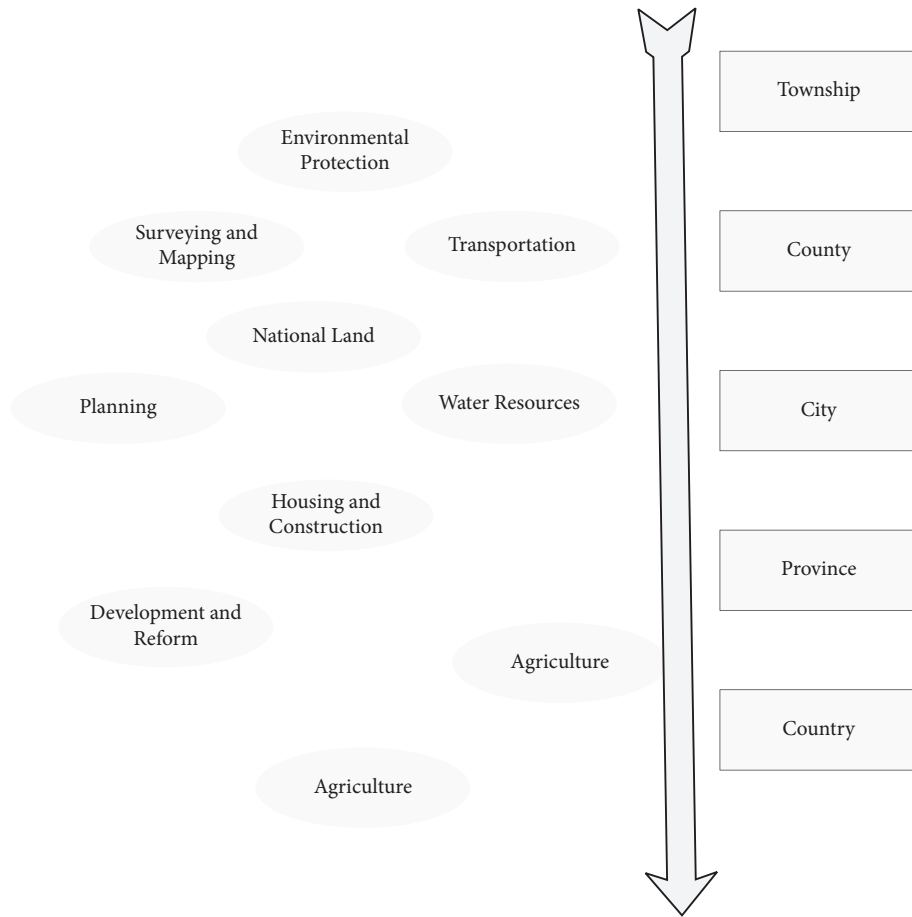 Township
Environmental
Protection
Surveying and
Mapping
Transportation
County
National Land
Planning
Water Resources
City
Housing and
Construction
Province
Development and
Reform
Agriculture
Country
Agriculture